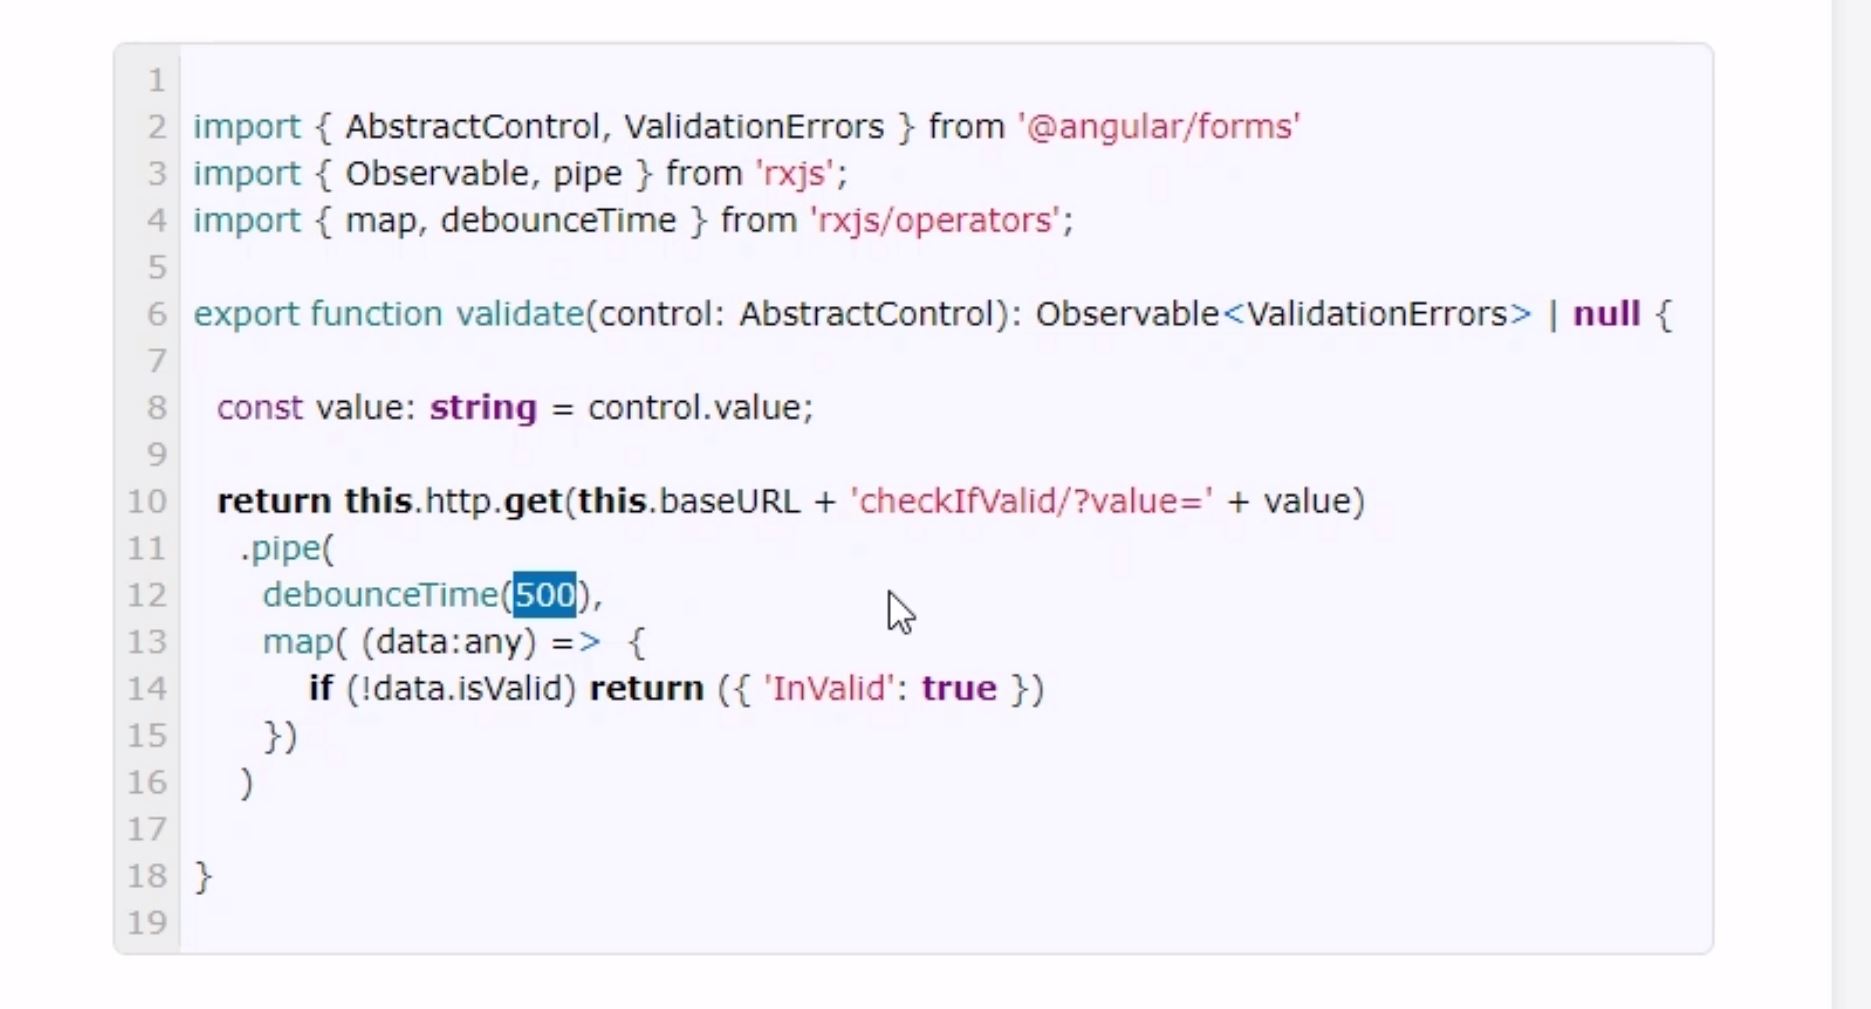 1
2 import { AbstractControl, ValidationErrors } from '@angular/forms'
3 import { Observable, pipe } from 'rxjs';
4 import { map, debounceTime } from 'rxjs/operators';
5
6 export function validate(control: AbstractControl): Observable<ValidationErrors> | null {
7
8   const value: string = control.value;
9
10   return this.http.get(this.baseURL + 'checkIfValid/?value=' + value)
11     .pipe(
12       debounceTime(500),
13       map( (data:any) =>  {
14           if (!data.isValid) return ({ 'InValid': true })
15       })
16     )
17
18 }
19